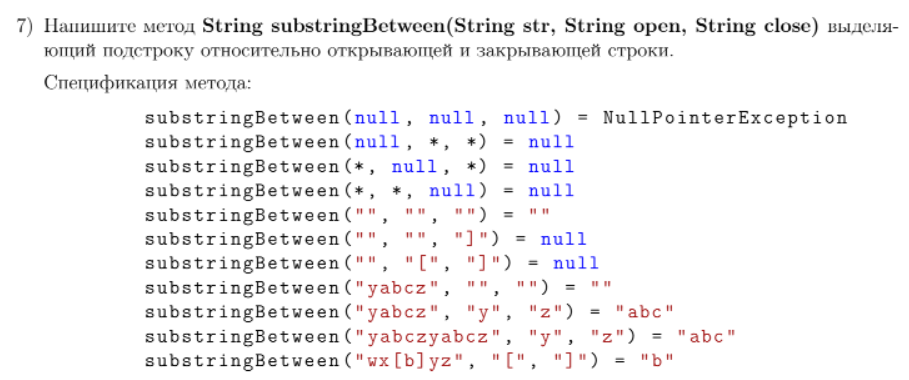 7) Напишите метод String substringBetween(String str, String open, String close) выделя-
ющий подстроку относительно открывающей и закрывающей строки.
Спецификация метода:
substringBetween(null, null, null) = NullPointerException
substringBetween(null, *, *) = null
substringBetween(*, null, *) = null
substringBetween(*, *, null) = null
substringBetween("", "", "") = ""
substringBetween("", "", "]") = null
substringBetween("", "[", "]") = null
substringBetween("yabcz", "", "") = ""
substringBetween("yabcz", "y", "z") = "abc"
substringBetween("yabczyabcz", "y", "z") = "abc"
substringBetween("wx[b]yz", "[", "]") = "b"